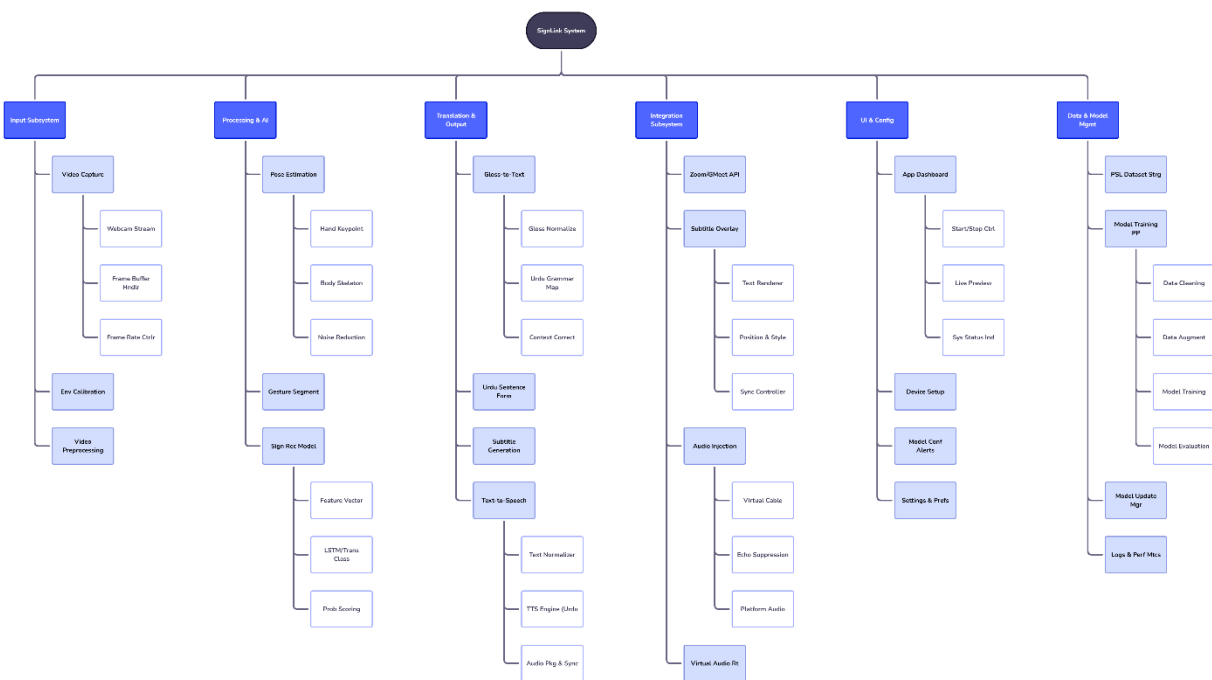 SignLink System
Input Subsystem
Video Capture
Webcam Stream
Frame Buffer
Hndlr
Frame Rate Ctrlr
Env Calibration
Video
Preprocessing
Processing & AI
Pose Estimation
Hand Keypoint
Body Skeleton
Noise Reduction
Gesture Segment
Sign Rec Model
Feature Vector
LSTM/Trans
Class
Prob Scoring
Translation &
Output
Gloss-to-Text
Gloss Normalize
Urdu Grammar
Map
Context Correct
Urdu Sentence
Form
Subtitle
Generation
Text-to-Speech
Text Normalizer
TTS Engine (Urdu
Audio Pkg & Sync
Integration
Subsystem
Zoom/GMeet API
Subtitle Overlay
Text Renderer
Position & Style
Sync Controller
Audio Injection
Virtual Cable
Echo Suppression
Platform Audio
Virtual Audio Rt
UI & Config
App Dashboard
Start/Stop Ctrl
Live Preview
Sys Status Ind
Device Setup
Model Conf
Alerts
Settings & Prefs
Data & Model
Mgmt
PSL Dataset Strg
Model Training
PP
Data Cleaning
Data Augment
Model Training
Model Evaluation
Model Update
Mgr
Logs & Perf Mtcs